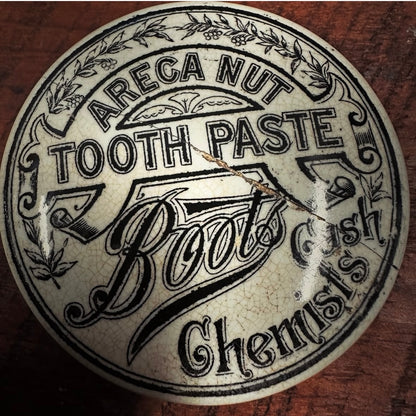 ARECA NUT
TOOTH PASTE
Boots
Cash
Chemists